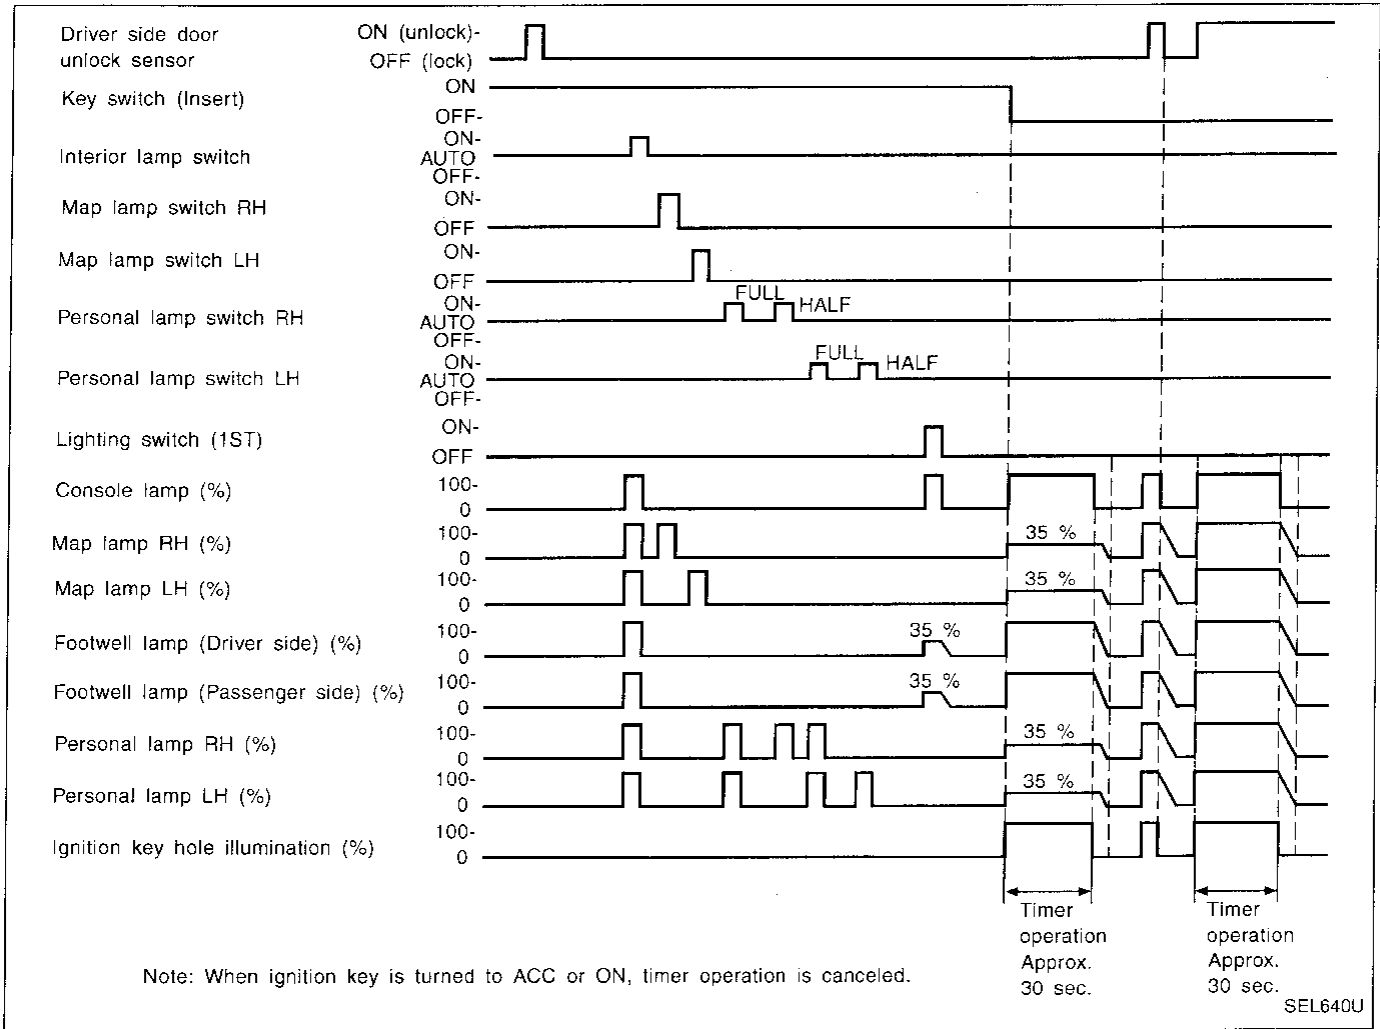 Driver side door
unlock sensor
ON (unlock)-
OFF (lock)
Key switch (Insert)
ON
OFF-
Interior lamp switch
ON-
AUTO
OFF-
Map lamp switch RH
ON-
OFF
Map lamp switch LH
ON-
OFF
Personal lamp switch RH
ON-
AUTO
OFF-
FULL
HALF
Personal lamp switch LH
ON-
AUTO
OFF-
FULL
HALF
Lighting switch (1ST)
ON-
OFF
Console lamp (%)
100-
0
Map lamp RH (%)
100-
0
35 %
Map lamp LH (%)
100-
0
35 %
Footwell lamp (Driver side) (%)
100-
0
35 %
Footwell lamp (Passenger side) (%)
100-
0
35 %
Personal lamp RH (%)
100-
0
35 %
Personal lamp LH (%)
100-
0
35 %
Ignition key hole illumination (%)
100-
0
Timer
operation
Approx.
30 sec.
Timer
operation
Approx.
30 sec.
Note: When ignition key is turned to ACC or ON, timer operation is canceled.
SEL640U